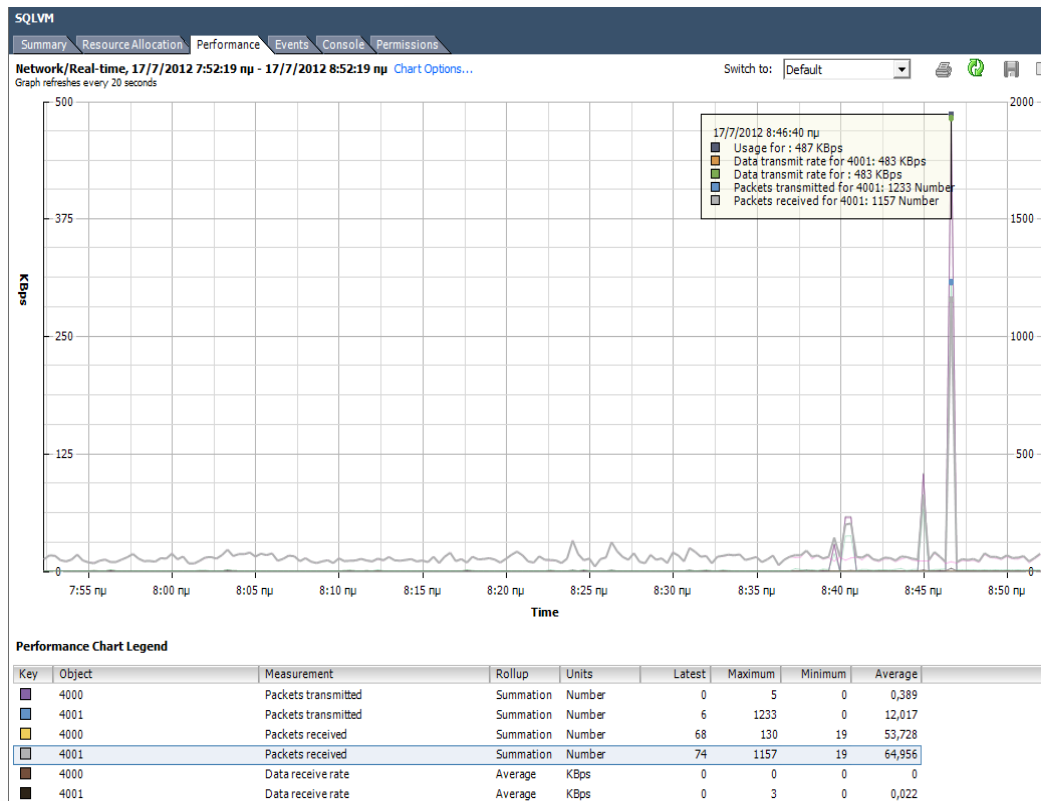 SQLVM
Summary Resource Allocation Performance Events Console Permissions
Network/Real-time, 17/7/2012 7:52:19 πμ - 17/7/2012 8:52:19 πμ Chart Options... Switch to: Default
Graph refreshes every 20 seconds
500 2000
17/7/2012 8:46:40 πμ
Usage for : 487 KBps
Data transmit rate for 4001: 483 KBps
Data transmit rate for : 483 KBps
Packets transmitted for 4001: 1233 Number
Packets received for 4001: 1157 Number
375 1500
KBps
250 1000
125 500
0 0
7:55 πμ 8:00 πμ 8:05 πμ 8:10 πμ 8:15 πμ 8:20 πμ 8:25 πμ 8:30 πμ 8:35 πμ 8:40 πμ 8:45 πμ 8:50 πμ
Time
Performance Chart Legend
Key Object Measurement Rollup Units Latest Maximum Minimum Average
4000 Packets transmitted Summation Number 0 5 0 0,389
4001 Packets transmitted Summation Number 6 1233 0 12,017
4000 Packets received Summation Number 68 130 19 53,728
4001 Packets received Summation Number 74 1157 19 64,956
4000 Data receive rate Average KBps 0 0 0 0
4001 Data receive rate Average KBps 0 3 0 0,022